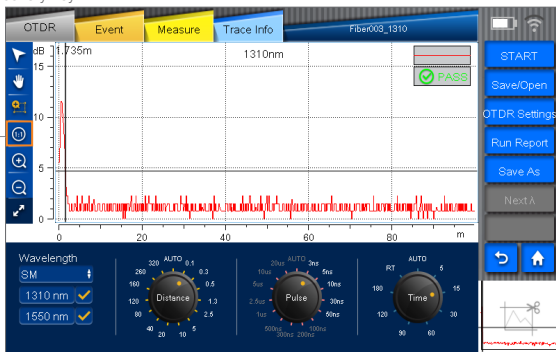 OTDR Event Measure Trace Info Fiber003_1310
dB 1.735m 1310nm
PASS
15
10
5
0
0 20 40 60 80 m
1:1
START
Save/Open
OTDR Settings
Run Report
Save As
Next λ
Wavelength
SM
1310 nm
1550 nm
AUTO 0.1 0.3 0.5 1.3 2.5 5 10 20 40 80 120 160 260 320
Distance
AUTO 3ns 5ns 10ns 30ns 50ns 100ns 200ns 300ns 500ns 1us 2.5us 5us 10us 20us
Pulse
AUTO 5 15 30 60 90 120 180 RT
Time